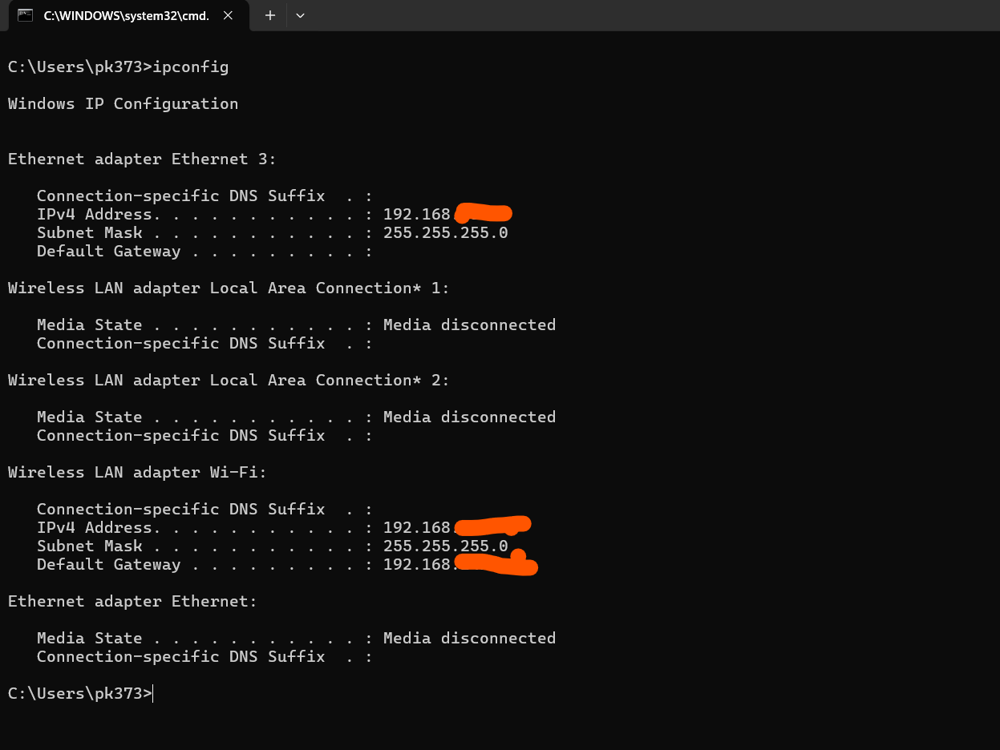 C:\WINDOWS\system32\cmd.
C:\Users\pk373>ipconfig
Windows IP Configuration
Ethernet adapter Ethernet 3:
Connection-specific DNS Suffix . :
IPv4 Address. . . . . . . . . . . : 192.168
Subnet Mask . . . . . . . . . . . : 255.255.255.0
Default Gateway . . . . . . . . . :
Wireless LAN adapter Local Area Connection* 1:
Media State . . . . . . . . . . . : Media disconnected
Connection-specific DNS Suffix . :
Wireless LAN adapter Local Area Connection* 2:
Media State . . . . . . . . . . . : Media disconnected
Connection-specific DNS Suffix . :
Wireless LAN adapter Wi-Fi:
Connection-specific DNS Suffix . :
IPv4 Address. . . . . . . . . . . : 192.168.
Subnet Mask . . . . . . . . . . . : 255.255.255.0
Default Gateway . . . . . . . . . : 192.168.
Ethernet adapter Ethernet:
Media State . . . . . . . . . . . : Media disconnected
Connection-specific DNS Suffix . :
C:\Users\pk373>